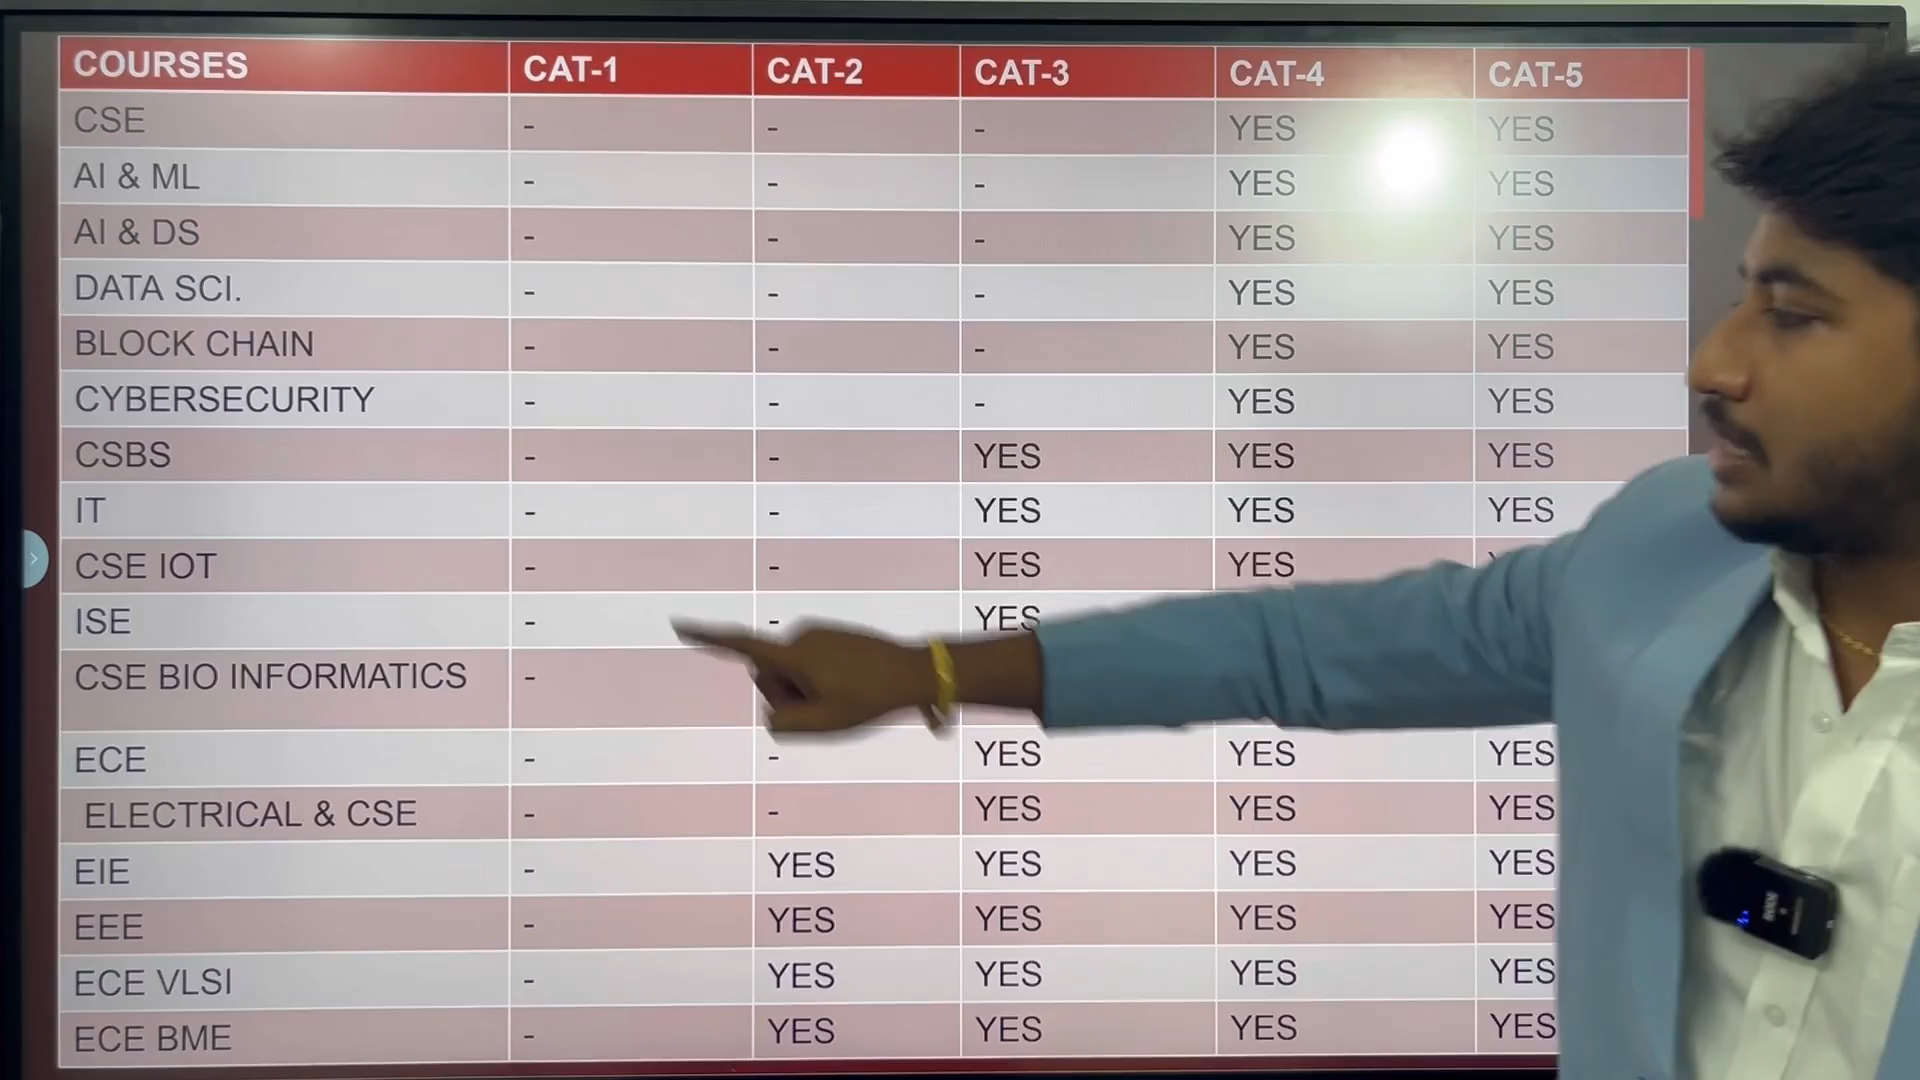 COURSES CAT-1 CAT-2 CAT-3 CAT-4 CAT-5
CSE - - - YES YES
AI & ML - - - YES YES
AI & DS - - - YES YES
DATA SCI. - - - YES YES
BLOCK CHAIN - - - YES YES
CYBERSECURITY - - - YES YES
CSBS - - YES YES YES
IT - - YES YES YES
CSE IOT - - YES YES
ISE - - YES
CSE BIO INFORMATICS -
ECE - - YES YES YES
ELECTRICAL & CSE - - YES YES YES
EIE - YES YES YES YES
EEE - YES YES YES YES
ECE VLSI - YES YES YES YES
ECE BME - YES YES YES YES